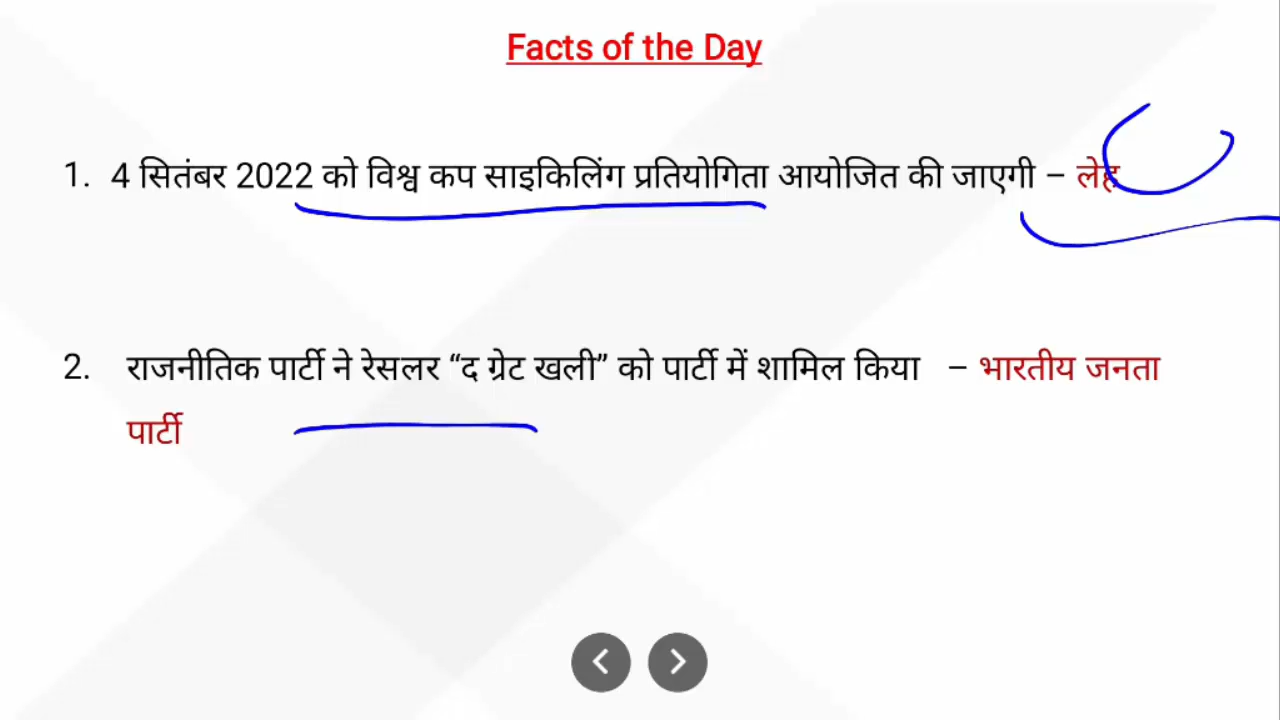 Facts of the Day
1. 4 सितंबर 2022 को विश्व कप साइकिलिंग प्रतियोगिता आयोजित की जाएगी – लेह
2. राजनीतिक पार्टी ने रेसलर “द ग्रेट खली” को पार्टी में शामिल किया – भारतीय जनता
पार्टी